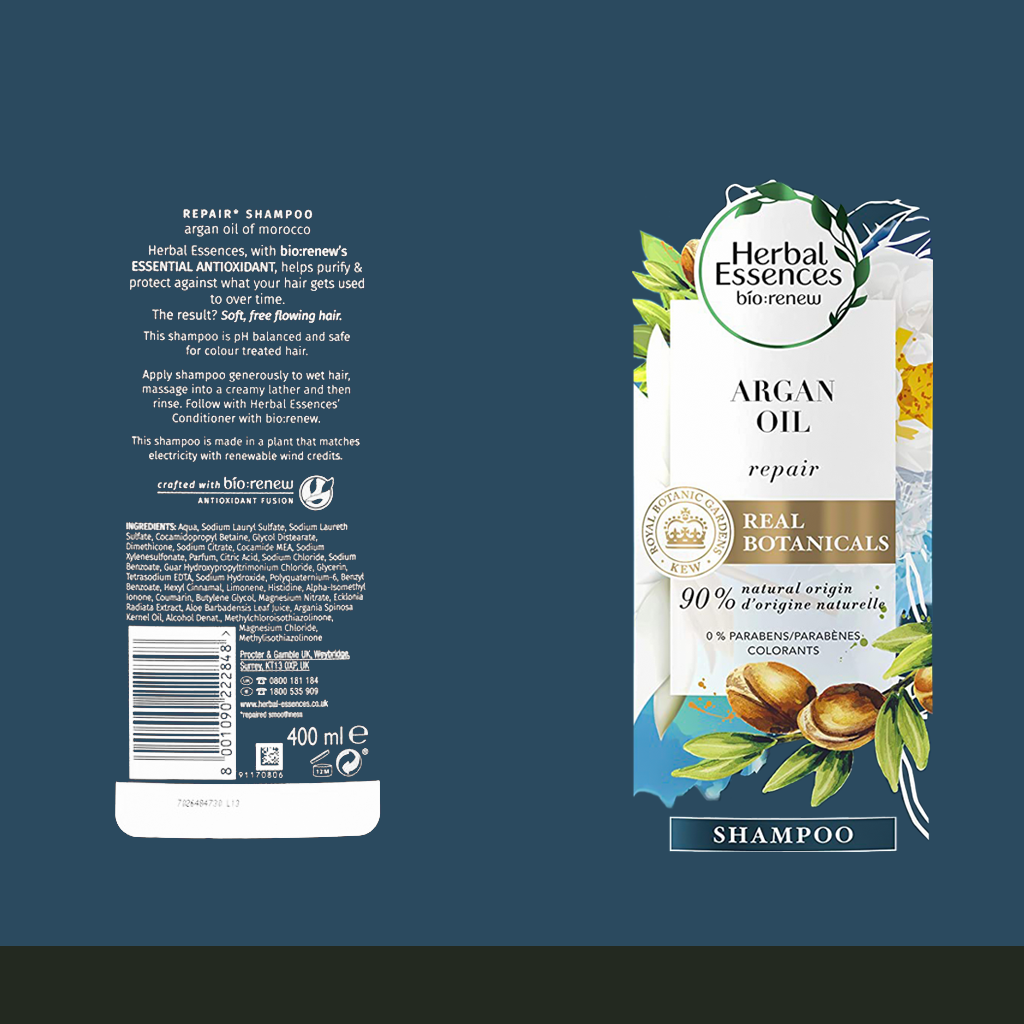 REPAIR* SHAMPOO
argan oil of morocco
Herbal Essences, with bio:renew's
ESSENTIAL ANTIOXIDANT, helps purify &
protect against what your hair gets used
to over time.
The result? Soft, free flowing hair.
This shampoo is pH balanced and safe
for colour treated hair.
Apply shampoo generously to wet hair,
massage into a creamy lather and then
rinse. Follow with Herbal Essences'
Conditioner with bio:renew.
This shampoo is made in a plant that matches
electricity with renewable wind credits.
crafted with bio:renew
ANTIOXIDANT FUSION
INGREDIENTS: Aqua, Sodium Lauryl Sulfate, Sodium Laureth
Sulfate, Cocamidopropyl Betaine, Glycol Distearate,
Dimethicone, Sodium Citrate, Cocamide MEA, Sodium
Xylenesulfonate, Parfum, Citric Acid, Sodium Chloride, Sodium
Benzoate, Guar Hydroxypropyltrimonium Chloride, Glycerin,
Tetrasodium EDTA, Sodium Hydroxide, Polyquaternium-6, Benzyl
Benzoate, Hexyl Cinnamal, Limonene, Histidine, Alpha-Isomethyl
Ionone, Coumarin, Butylene Glycol, Magnesium Nitrate, Ecklonia
Radiata Extract, Aloe Barbadensis Leaf Juice, Argania Spinosa
Kernel Oil, Alcohol Denat., Methylchloroisothiazolinone,
Magnesium Chloride,
Methylisothiazolinone
Procter & Gamble UK, Weybridge,
Surrey, KT13 0XP, UK
UK ☎ 0800 181 184
☎ 1800 535 909
www.herbal-essences.co.uk
*repaired smoothness
8 001090 222848 >
400 ml e
91170806
12M
®
7026484730 L13
Herbal
Essences
bio:renew
ARGAN
OIL
repair
ROYAL BOTANIC GARDENS
KEW
REAL
BOTANICALS
90% natural origin
d'origine naturelle
0 % PARABENS/PARABÈNES
COLORANTS
SHAMPOO